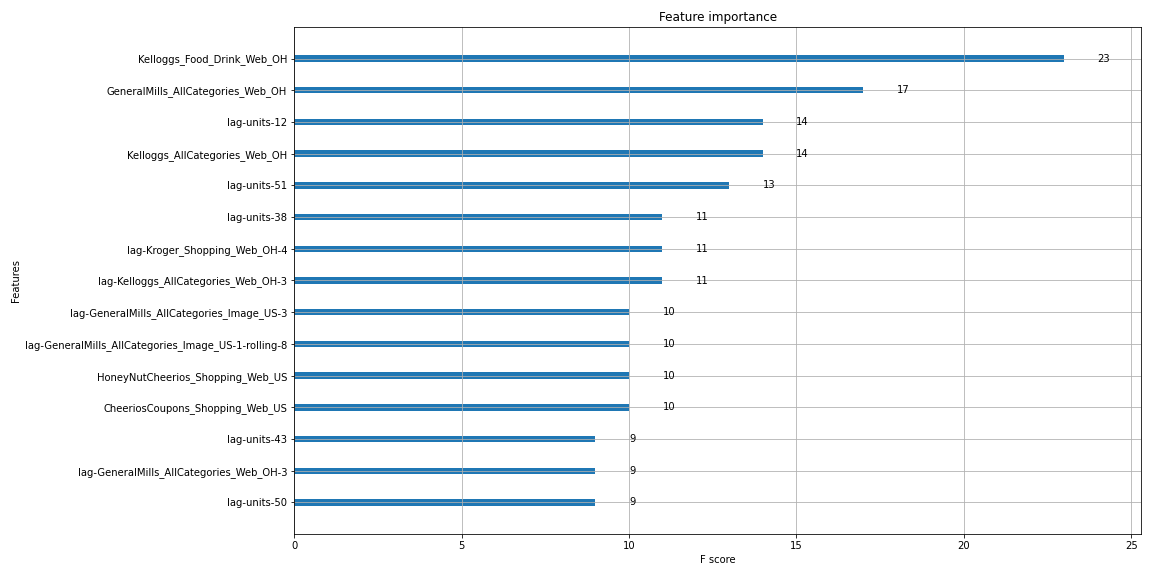 Feature importance
Features
Kelloggs_Food_Drink_Web_OH 23
GeneralMills_AllCategories_Web_OH 17
lag-units-12 14
Kelloggs_AllCategories_Web_OH 14
lag-units-51 13
lag-units-38 11
lag-Kroger_Shopping_Web_OH-4 11
lag-Kelloggs_AllCategories_Web_OH-3 11
lag-GeneralMills_AllCategories_Image_US-3 10
lag-GeneralMills_AllCategories_Image_US-1-rolling-8 10
HoneyNutCheerios_Shopping_Web_US 10
CheeriosCoupons_Shopping_Web_US 10
lag-units-43 9
lag-GeneralMills_AllCategories_Web_OH-3 9
lag-units-50 9
0 5 10 15 20 25
F score